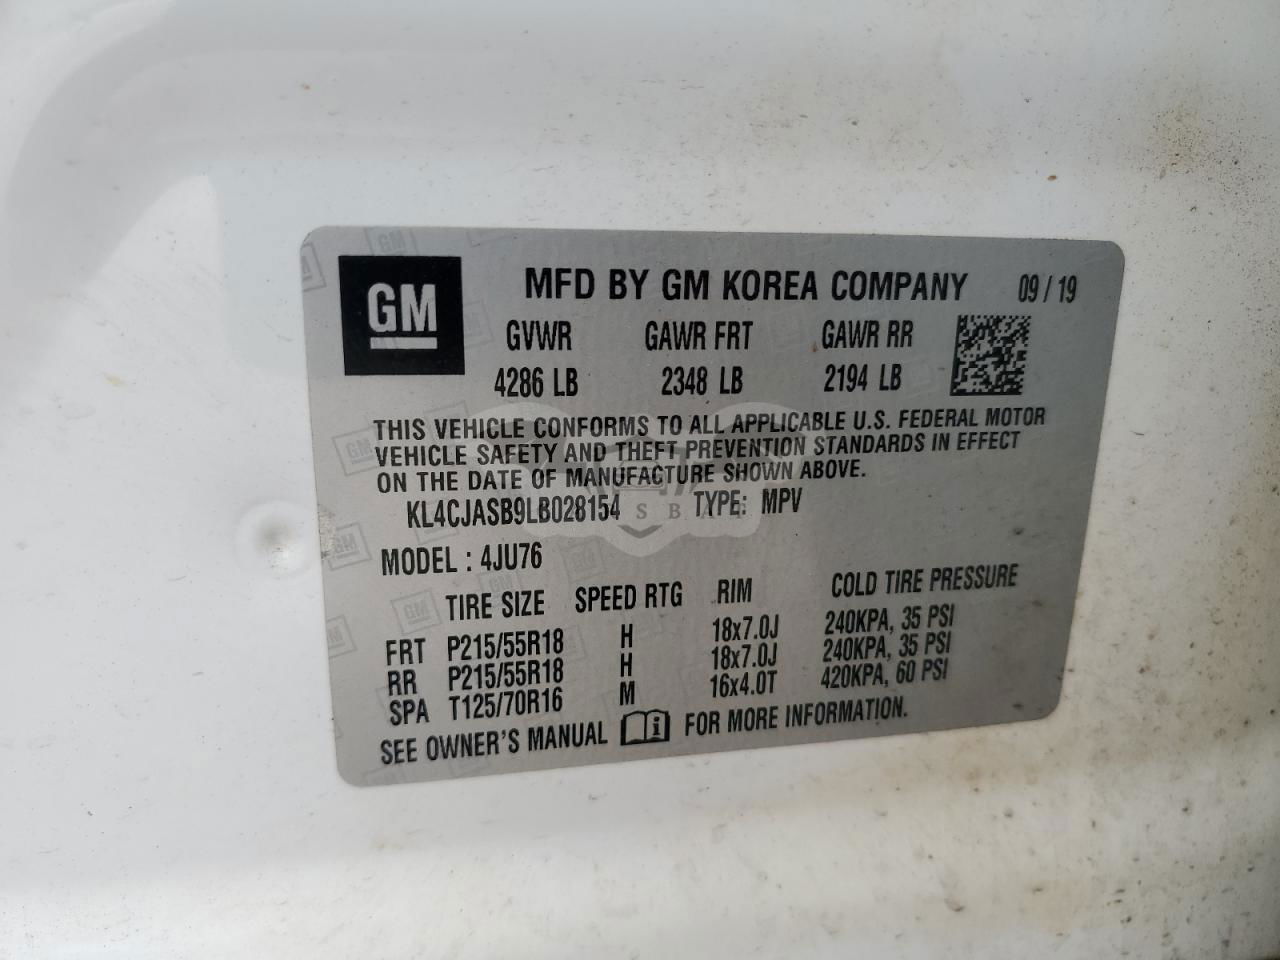 GM
MFD BY GM KOREA COMPANY 09/19
GVWR GAWR FRT GAWR RR
4286 LB 2348 LB 2194 LB
THIS VEHICLE CONFORMS TO ALL APPLICABLE U.S. FEDERAL MOTOR
VEHICLE SAFETY AND THEFT PREVENTION STANDARDS IN EFFECT
ON THE DATE OF MANUFACTURE SHOWN ABOVE.
KL4CJASB9LB028154 TYPE: MPV
MODEL : 4JU76
TIRE SIZE SPEED RTG RIM COLD TIRE PRESSURE
FRT P215/55R18 H 18x7.0J 240KPA, 35 PSI
RR P215/55R18 H 18x7.0J 240KPA, 35 PSI
SPA T125/70R16 M 16x4.0T 420KPA, 60 PSI
SEE OWNER'S MANUAL FOR MORE INFORMATION.